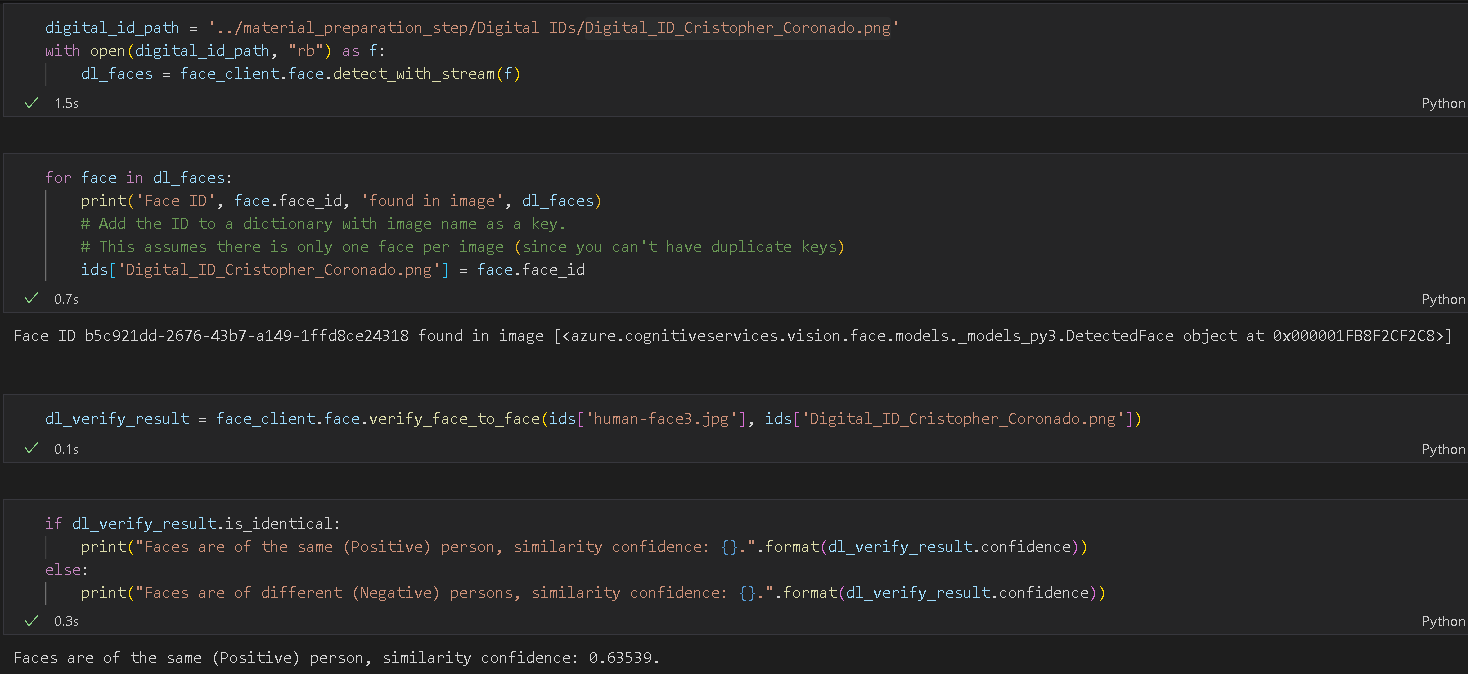 digital_id_path = '../material_preparation_step/Digital IDs/Digital_ID_Cristopher_Coronado.png'
with open(digital_id_path, "rb") as f:
    dl_faces = face_client.face.detect_with_stream(f)
✓ 1.5s Python
for face in dl_faces:
    print('Face ID', face.face_id, 'found in image', dl_faces)
    # Add the ID to a dictionary with image name as a key.
    # This assumes there is only one face per image (since you can't have duplicate keys)
    ids['Digital_ID_Cristopher_Coronado.png'] = face.face_id
✓ 0.7s Python
Face ID b5c921dd-2676-43b7-a149-1ffd8ce24318 found in image [<azure.cognitiveservices.vision.face.models._models_py3.DetectedFace object at 0x000001FB8F2CF2C8>]
dl_verify_result = face_client.face.verify_face_to_face(ids['human-face3.jpg'], ids['Digital_ID_Cristopher_Coronado.png'])
✓ 0.1s Python
if dl_verify_result.is_identical:
    print("Faces are of the same (Positive) person, similarity confidence: {}.".format(dl_verify_result.confidence))
else:
    print("Faces are of different (Negative) persons, similarity confidence: {}.".format(dl_verify_result.confidence))
✓ 0.3s Python
Faces are of the same (Positive) person, similarity confidence: 0.63539.